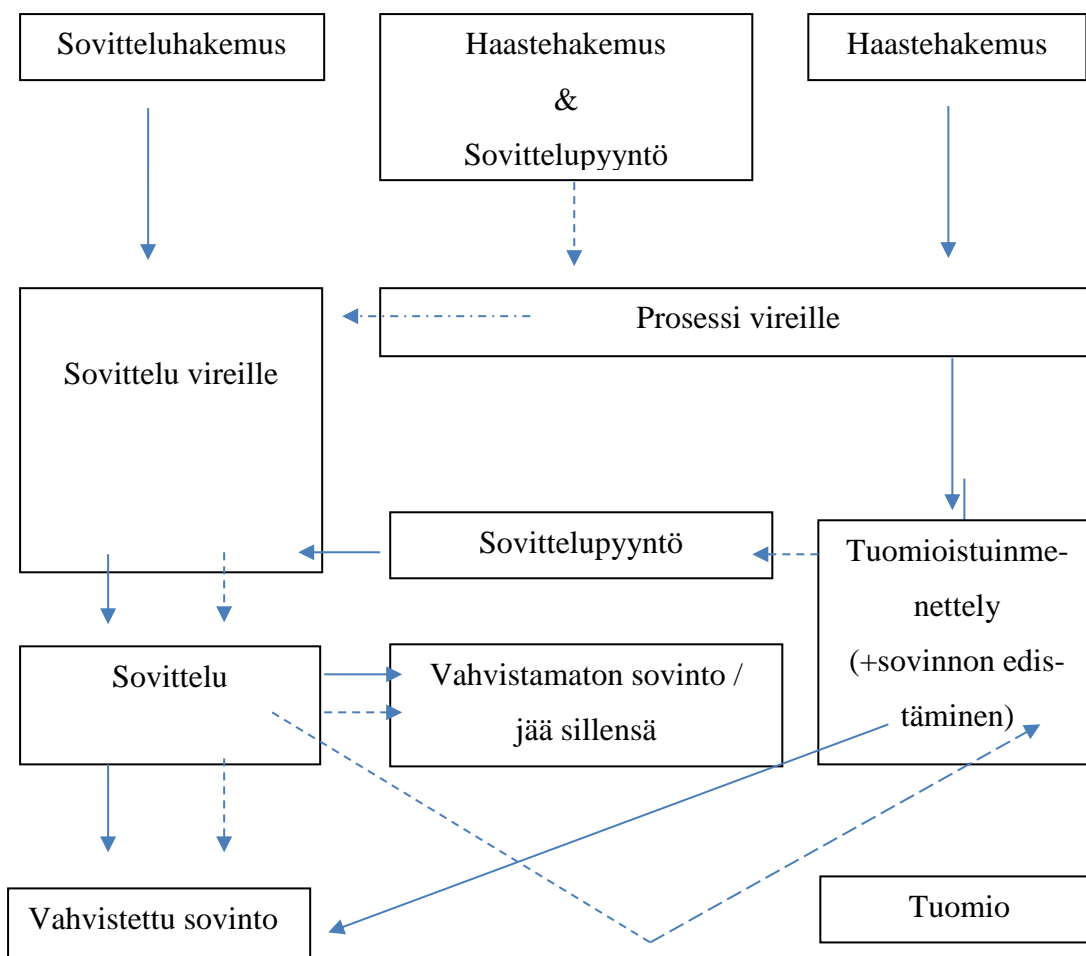 Sovitteluhakemus
Haastehakemus
&
Sovittelupyyntö
Haastehakemus
Prosessi vireille
Sovittelu vireille
Sovittelupyyntö
Tuomioistuinme-
nettely
(+sovinnon edis-
täminen)
Sovittelu
Vahvistamaton sovinto /
jää sillensä
Vahvistettu sovinto
Tuomio